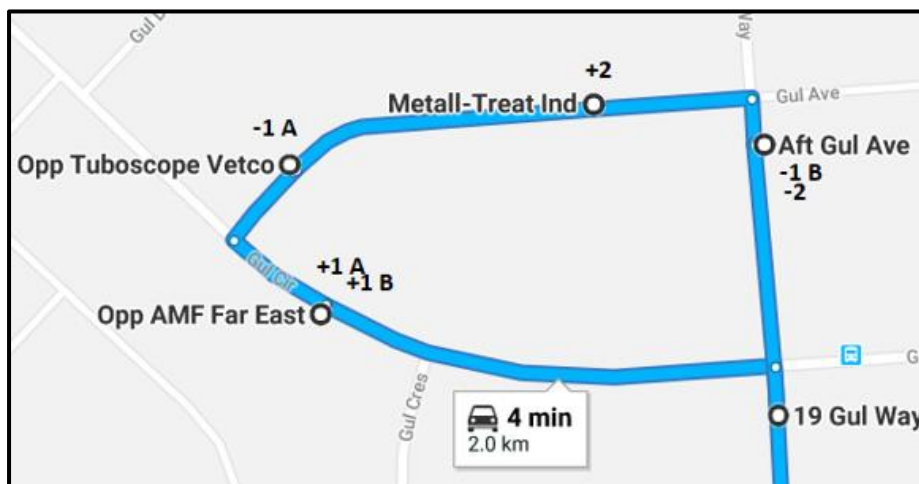 Gul
Way
+2
Metall-Treat Ind
Gul Ave
-1 A
Opp Tuboscope Vetco
Aft Gul Ave
-1 B
-2
Gul Cir
+1 A
+1 B
Opp AMF Far East
Gul Cres
4 min
2.0 km
G
19 Gul Way